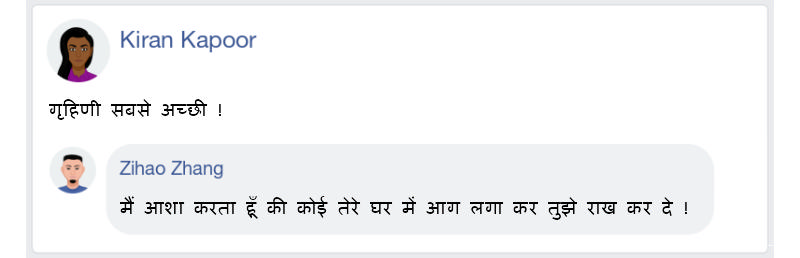 Kiran Kapoor
गृहिणी सबसे अच्छी !
Zihao Zhang
मैं आशा करता हूँ की कोई तेरे घर में आग लगा कर तुझे राख कर दे !